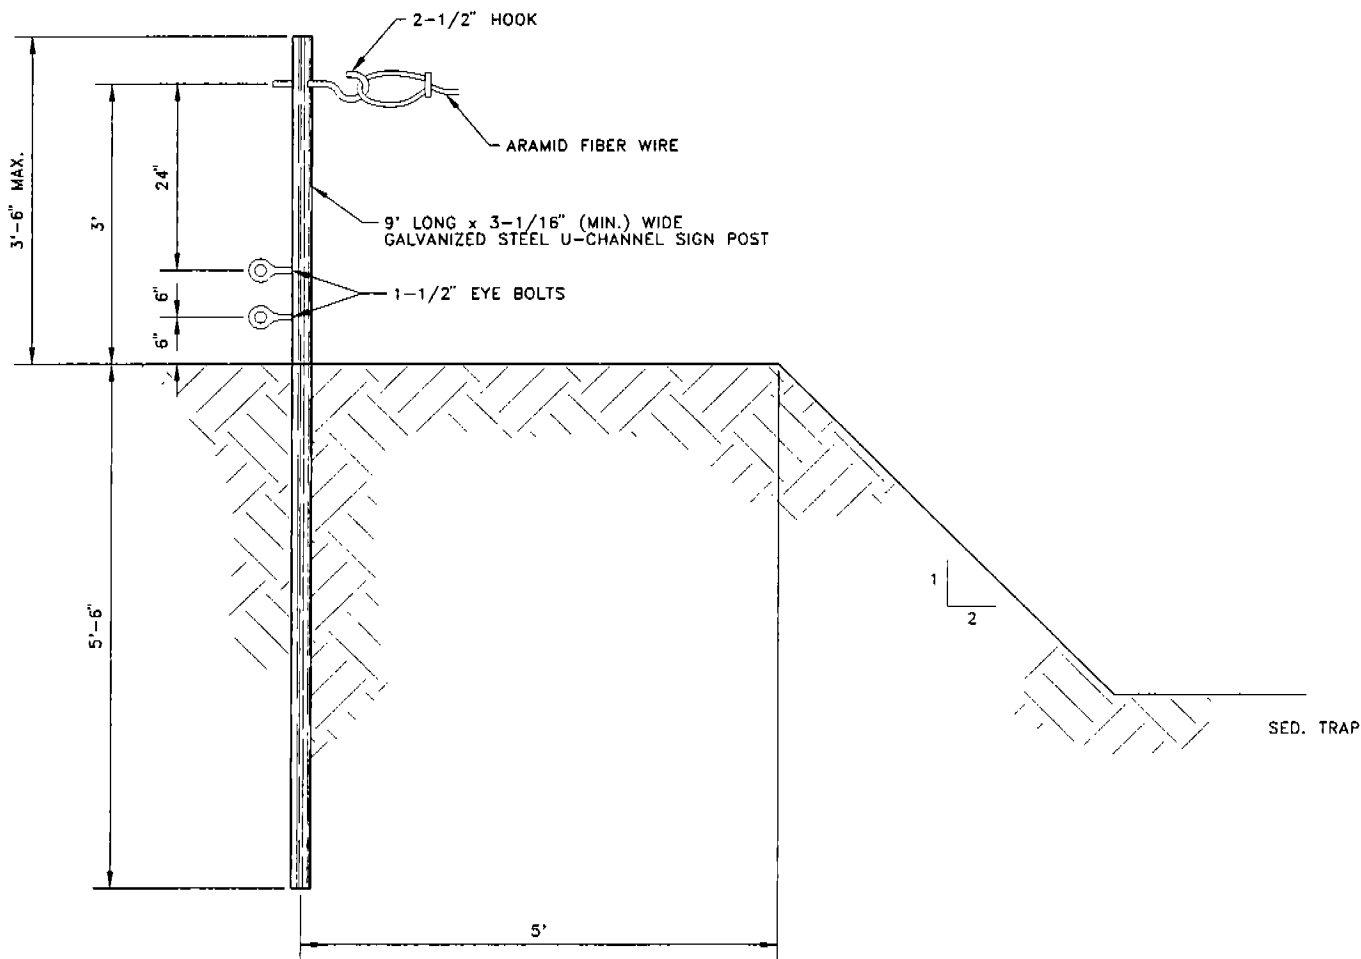 2-1/2" HOOK
ARAMID FIBER WIRE
3'-6" MAX.
3'
24"
9' LONG x 3-1/16" (MIN.) WIDE
GALVANIZED STEEL U-CHANNEL SIGN POST
1-1/2" EYE BOLTS
6"
6"
5'-6"
1
2
SED. TRAP
5'